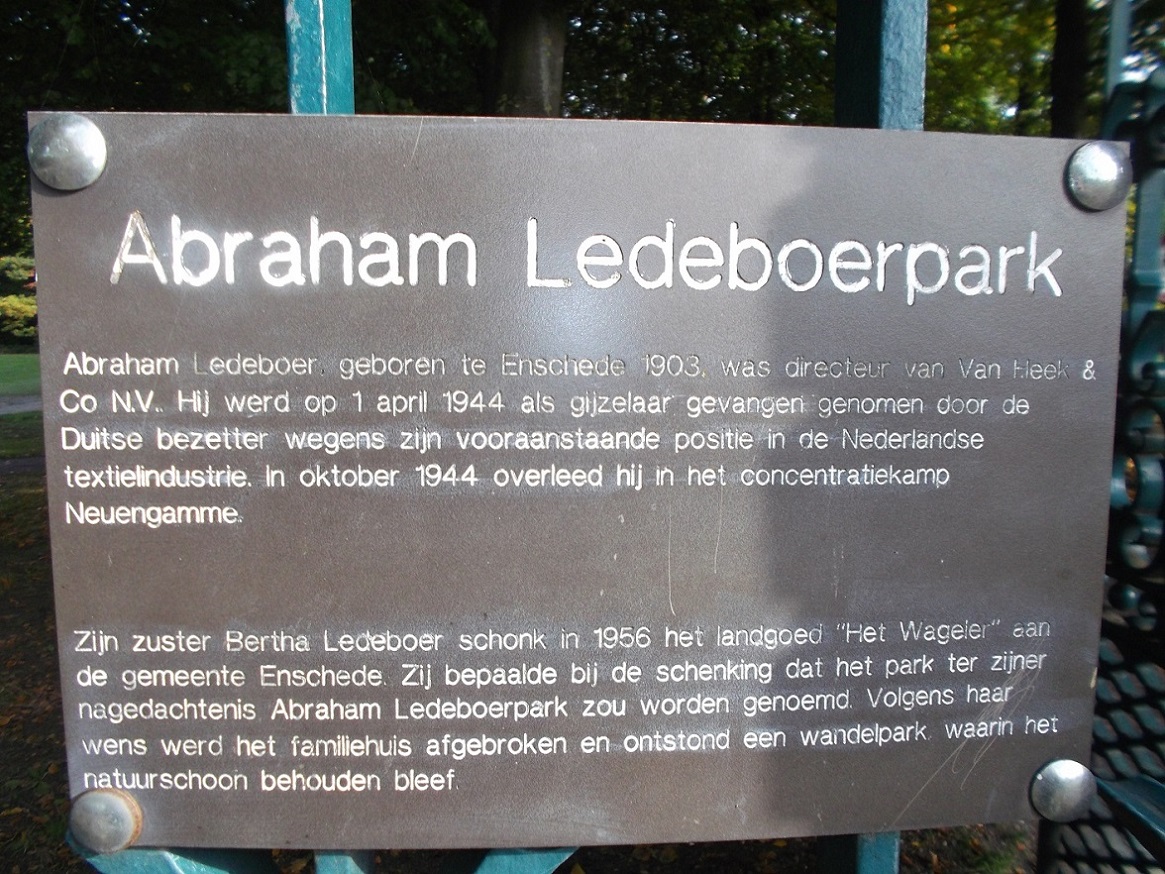 Abraham Ledeboerpark
Abraham Ledeboer, geboren te Enschede 1903, was directeur van Van Heek &
Co N.V.. Hij werd op 1 april 1944 als gijzelaar gevangen genomen door de
Duitse bezetter wegens zijn vooraanstaande positie in de Nederlandse
textielindustrie. In oktober 1944 overleed hij in het concentratiekamp
Neuengamme.
Zijn zuster Bertha Ledeboer schonk in 1956 het landgoed "Het Wageler" aan
de gemeente Enschede. Zij bepaalde bij de schenking dat het park ter zijner
nagedachtenis Abraham Ledeboerpark zou worden genoemd. Volgens haar
wens werd het familiehuis afgebroken en ontstond een wandelpark, waarin het
natuurschoon behouden bleef.